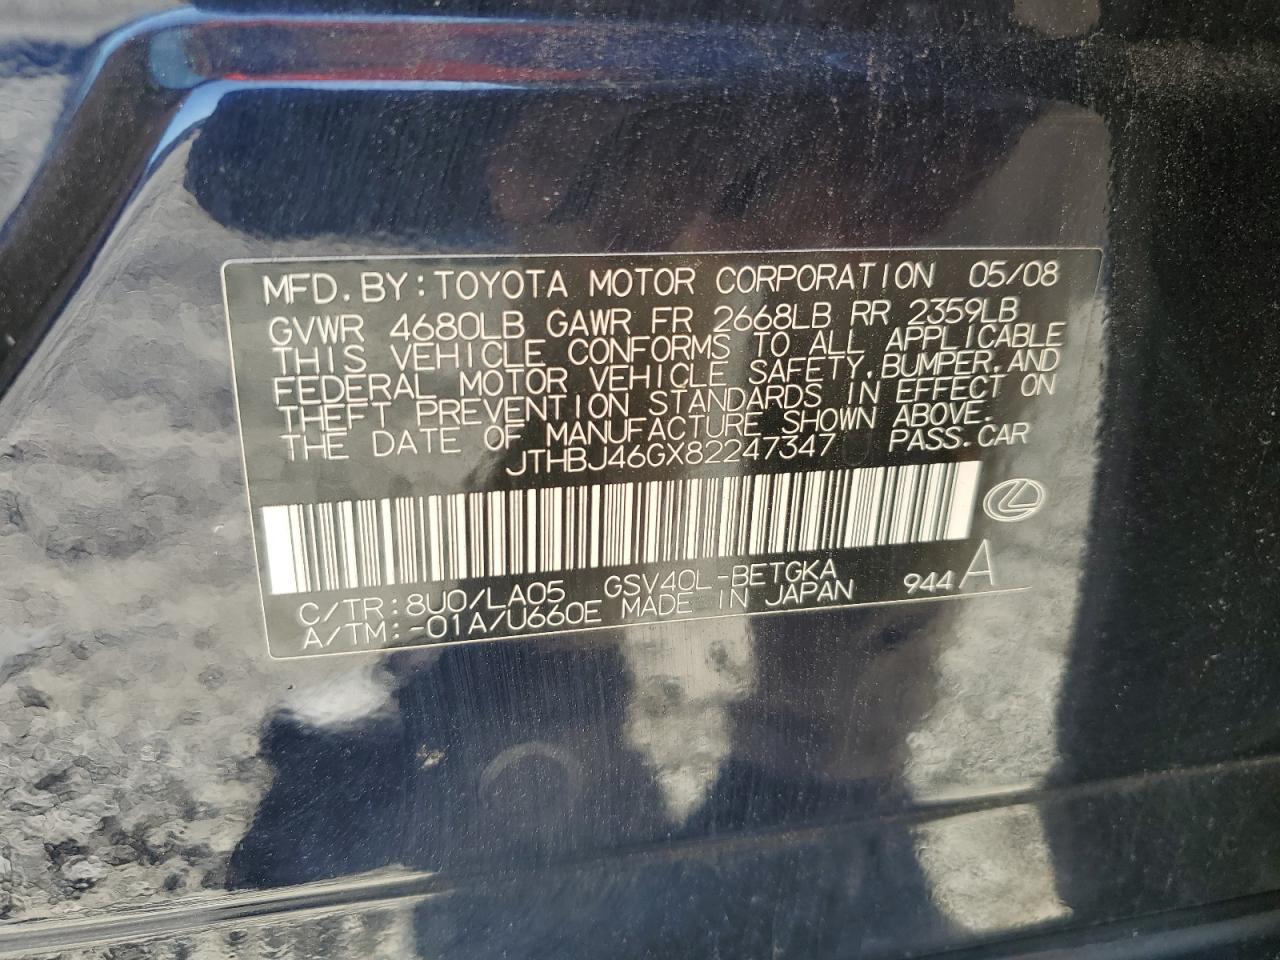 MFD. BY: TOYOTA MOTOR CORPORATION 05/08
GVWR 4680LB GAWR FR 2668LB RR 2359LB
THIS VEHICLE CONFORMS TO ALL APPLICABLE
FEDERAL MOTOR VEHICLE SAFETY, BUMPER, AND
THEFT PREVENTION STANDARDS IN EFFECT ON
THE DATE OF MANUFACTURE SHOWN ABOVE.
JTHBJ46GX82247347 PASS. CAR
C/TR: 8U0/LA05 GSV40L-BETGKA 944 A
A/TM: -01A/U660E MADE IN JAPAN